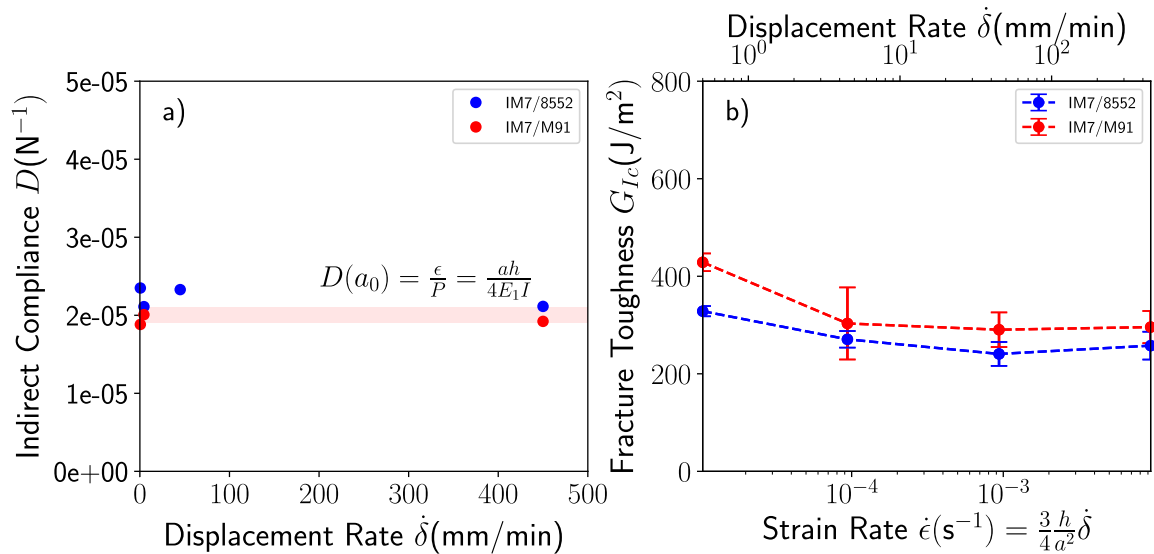 a)
IM7/8552
IM7/M91
5e-05
4e-05
3e-05
2e-05
1e-05
0e+00
Indirect Compliance D(N⁻¹)
D(a₀) = ϵ/P = ah/4E₁I
0 100 200 300 400 500
Displacement Rate δ̇(mm/min)
Displacement Rate δ̇(mm/min)
10⁰ 10¹ 10²
b)
IM7/8552
IM7/M91
800
600
400
200
0
Fracture Toughness G_Ic(J/m²)
10⁻⁴ 10⁻³
Strain Rate ϵ̇(s⁻¹) = 3/4 h/a² δ̇